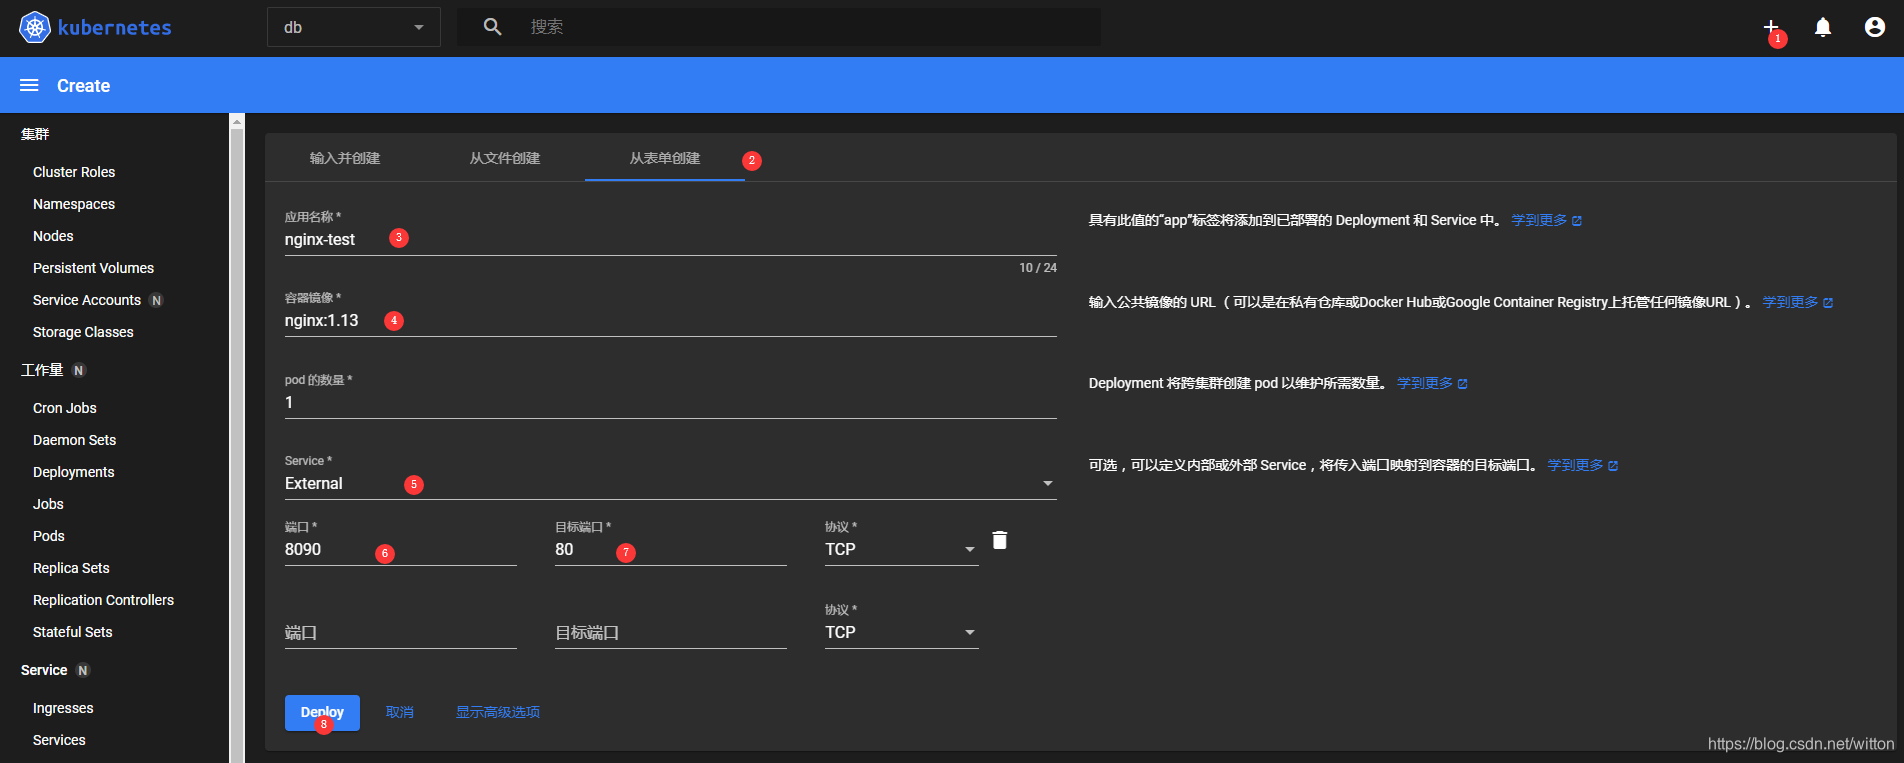 kubernetes
db
搜索
1
Create
集群
Cluster Roles
Namespaces
Nodes
Persistent Volumes
Service Accounts N
Storage Classes
工作量 N
Cron Jobs
Daemon Sets
Deployments
Jobs
Pods
Replica Sets
Replication Controllers
Stateful Sets
Service N
Ingresses
Services
输入并创建 从文件创建 从表单创建 2
应用名称 *
nginx-test 3
10 / 24
具有此值的“app”标签将添加到已部署的 Deployment 和 Service 中。 学到更多
容器镜像 *
nginx:1.13 4
输入公共镜像的 URL （可以是在私有仓库或Docker Hub或Google Container Registry上托管任何镜像URL）。 学到更多
pod 的数量 *
1
Deployment 将跨集群创建 pod 以维护所需数量。 学到更多
Service *
External 5
可选，可以定义内部或外部 Service，将传入端口映射到容器的目标端口。 学到更多
端口 * 目标端口 * 协议 *
8090 6 80 7 TCP
协议 *
端口 目标端口 TCP
Deploy 8 取消 显示高级选项
https://blog.csdn.net/witton